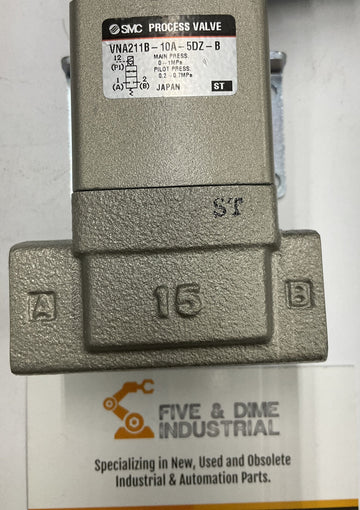 SMC PROCESS VALVE
VNA211B-10A-5DZ-B
12
(P1)
1
(A)
2
(B)
MAIN PRESS.
0~1MPa
PILOT PRESS.
0.2~0.7MPa
JAPAN
ST
ST
A
15
B
FIVE & DIME
INDUSTRIAL
Specializing in New, Used and Obsolete
Industrial & Automation Parts.